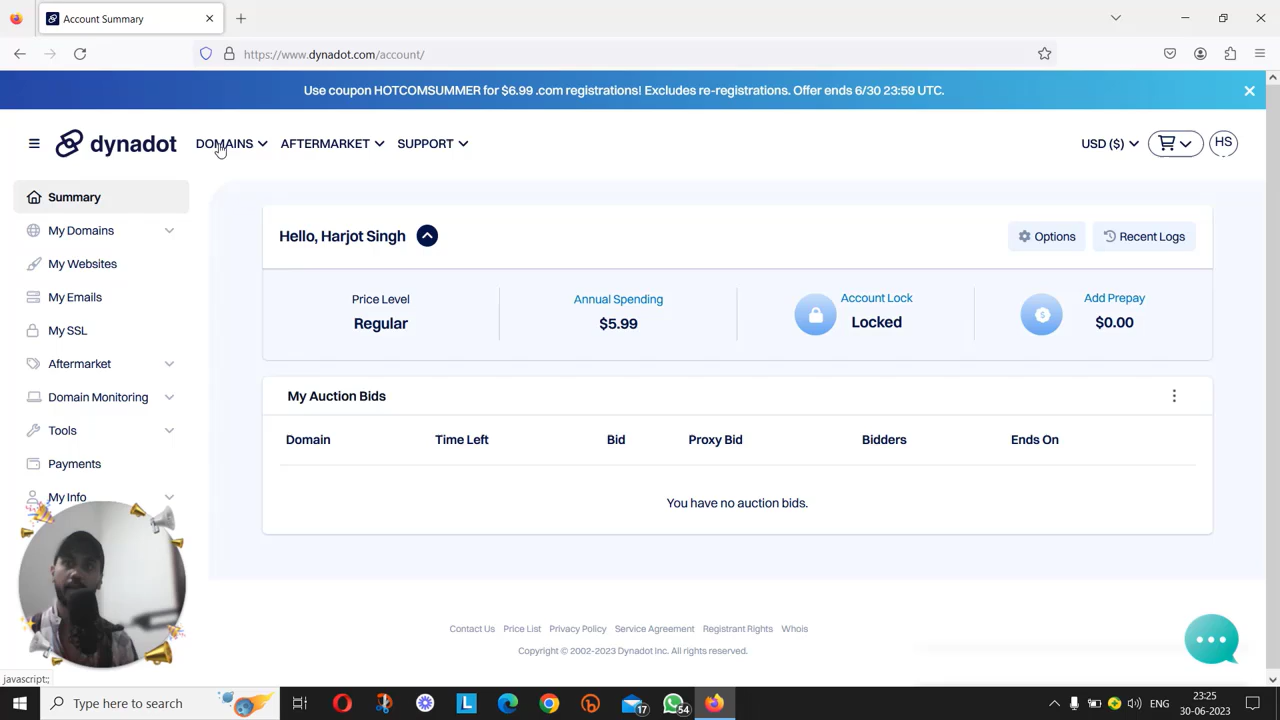 Account Summary
https://www.dynadot.com/account/
Use coupon HOTCOMSUMMER for $6.99 .com registrations! Excludes re-registrations. Offer ends 6/30 23:59 UTC.
dynadot
DOMAINS
AFTERMARKET
SUPPORT
USD ($)
HS
Summary
My Domains
My Websites
My Emails
My SSL
Aftermarket
Domain Monitoring
Tools
Payments
My Info
Hello, Harjot Singh
Options
Recent Logs
Price Level
Regular
Annual Spending
$5.99
Account Lock
Locked
Add Prepay
$0.00
My Auction Bids
Domain Time Left Bid Proxy Bid Bidders Ends On
You have no auction bids.
Contact Us Price List Privacy Policy Service Agreement Registrant Rights Whois
Copyright © 2002-2023 Dynadot Inc. All rights reserved.
javascript:;
Type here to search
L
17
54
ENG
23:25
30-06-2023